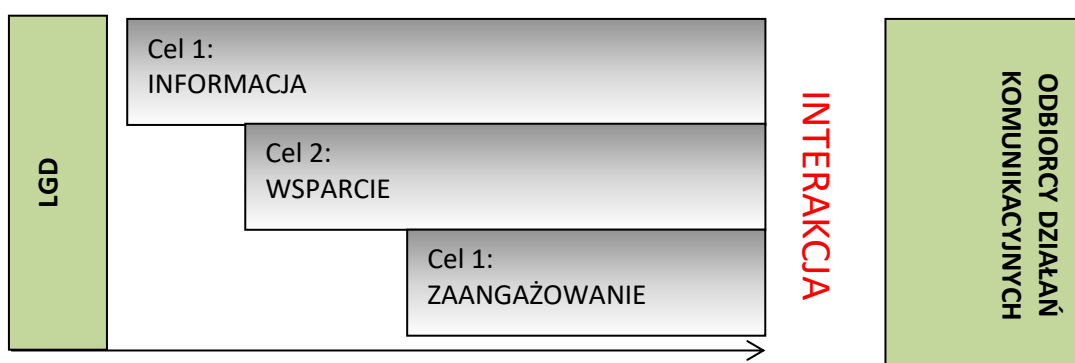 LGD
Cel 1:
INFORMACJA
Cel 2:
WSPARCIE
Cel 1:
ZAANGAŻOWANIE
INTERAKCJA
ODBIORCY DZIAŁAŃ
KOMUNIKACYJNYCH